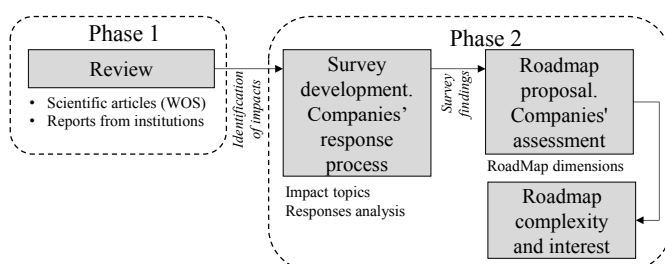 Phase 1
Review
• Scientific articles (WOS)
• Reports from institutions
Identification
of impacts
Phase 2
Survey
development.
Companies’
response
process
Impact topics
Responses analysis
Survey
findings
Roadmap
proposal.
Companies'
assessment
RoadMap dimensions
Roadmap
complexity
and interest